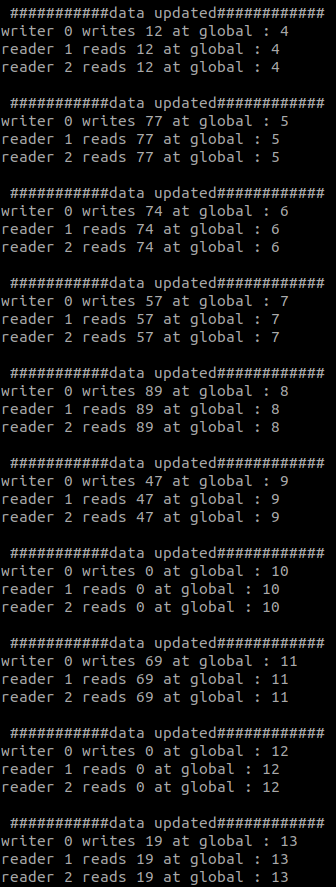 ###########data updated############
writer 0 writes 12 at global : 4
reader 1 reads 12 at global : 4
reader 2 reads 12 at global : 4
###########data updated############
writer 0 writes 77 at global : 5
reader 1 reads 77 at global : 5
reader 2 reads 77 at global : 5
###########data updated############
writer 0 writes 74 at global : 6
reader 1 reads 74 at global : 6
reader 2 reads 74 at global : 6
###########data updated############
writer 0 writes 57 at global : 7
reader 1 reads 57 at global : 7
reader 2 reads 57 at global : 7
###########data updated############
writer 0 writes 89 at global : 8
reader 1 reads 89 at global : 8
reader 2 reads 89 at global : 8
###########data updated############
writer 0 writes 47 at global : 9
reader 1 reads 47 at global : 9
reader 2 reads 47 at global : 9
###########data updated############
writer 0 writes 0 at global : 10
reader 1 reads 0 at global : 10
reader 2 reads 0 at global : 10
###########data updated############
writer 0 writes 69 at global : 11
reader 1 reads 69 at global : 11
reader 2 reads 69 at global : 11
###########data updated############
writer 0 writes 0 at global : 12
reader 1 reads 0 at global : 12
reader 2 reads 0 at global : 12
###########data updated############
writer 0 writes 19 at global : 13
reader 1 reads 19 at global : 13
reader 2 reads 19 at global : 13